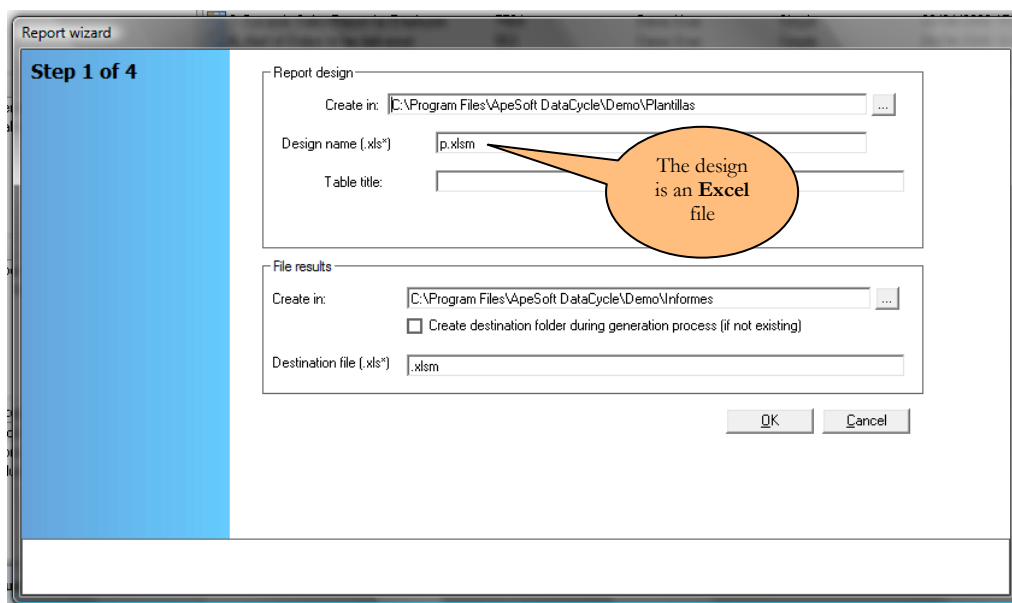 Report wizard
Step 1 of 4
Report design
Create in: C:\Program Files\ApeSoft DataCycle\Demo\Plantillas ...
Design name (.xls*) p.xlsm
Table title:
The design
is an Excel
file
File results
Create in: C:\Program Files\ApeSoft DataCycle\Demo\Informes ...
Create destination folder during generation process (if not existing)
Destination file (.xls*) .xlsm
OK Cancel